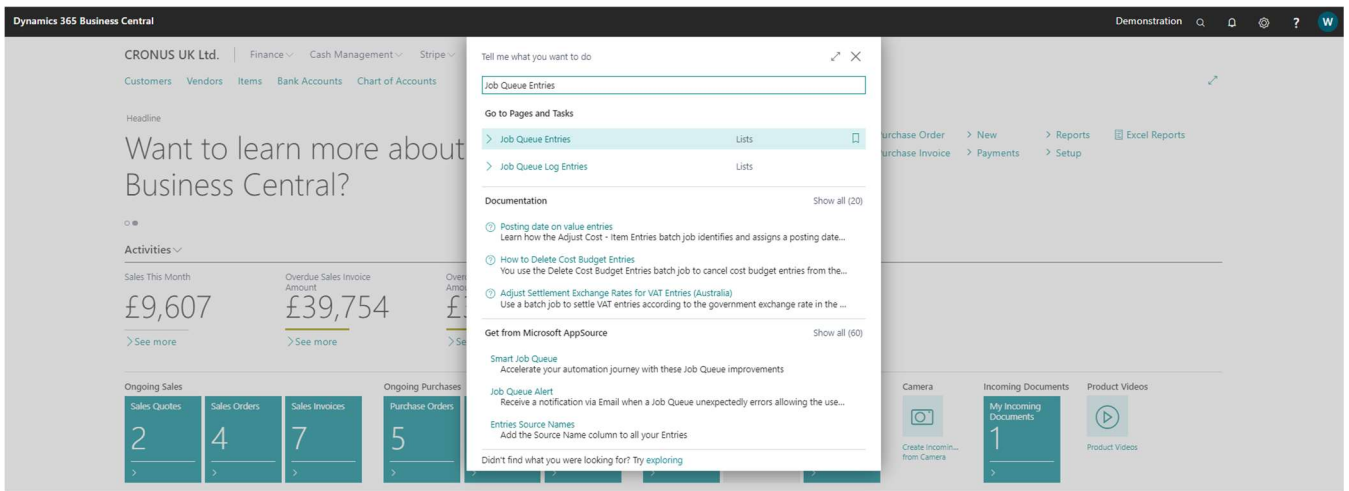 Dynamics 365 Business Central
Demonstration
?
W
CRONUS UK Ltd.
Finance
Cash Management
Stripe
Customers
Vendors
Items
Bank Accounts
Chart of Accounts
Headline
Want to learn more about
Business Central?
Tell me what you want to do
Job Queue Entries
Go to Pages and Tasks
Job Queue Entries Lists
Job Queue Log Entries Lists
Documentation Show all (20)
Posting date on value entries
Learn how the Adjust Cost - Item Entries batch job identifies and assigns a posting date...
How to Delete Cost Budget Entries
You use the Delete Cost Budget Entries batch job to cancel cost budget entries from the...
Adjust Settlement Exchange Rates for VAT Entries (Australia)
Use a batch job to settle VAT entries according to the government exchange rate in the ...
Get from Microsoft AppSource Show all (60)
Smart Job Queue
Accelerate your automation journey with these Job Queue improvements
Job Queue Alert
Receive a notification via Email when a Job Queue unexpectedly errors allowing the use...
Entries Source Names
Add the Source Name column to all your Entries
Didn't find what you were looking for? Try exploring
Order
> New
> Reports
Excel Reports
Invoice
> Payments
> Setup
Activities
Sales This Month
£9,607
> See more
Overdue Sales Invoice
Amount
£39,754
> See more
£
Ongoing Sales
Sales Quotes
2
Sales Orders
4
Sales Invoices
7
Ongoing Purchases
Purchase Orders
5
Camera
Create Incomin...
from Camera
Incoming Documents
My Incoming
Documents
1
Product Videos
Product Videos